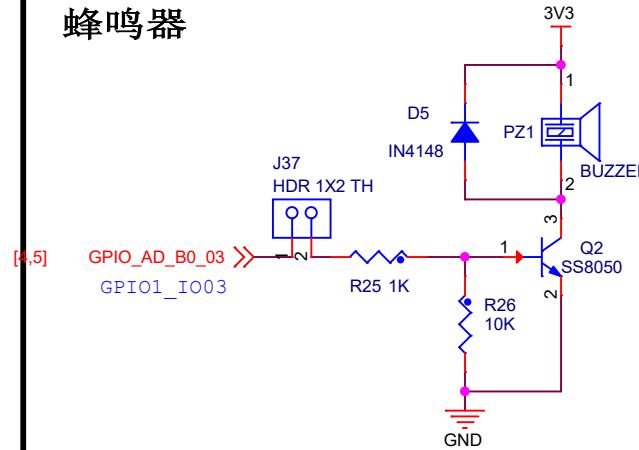 蜂鸣器
3V3
1
D5
PZ1
IN4148
BUZZER
J37
2
HDR 1X2 TH
3
[4,5] GPIO_AD_B0_03
1
2
1
Q2
SS8050
GPIO1_IO03
R25 1K
2
R26
10K
GND